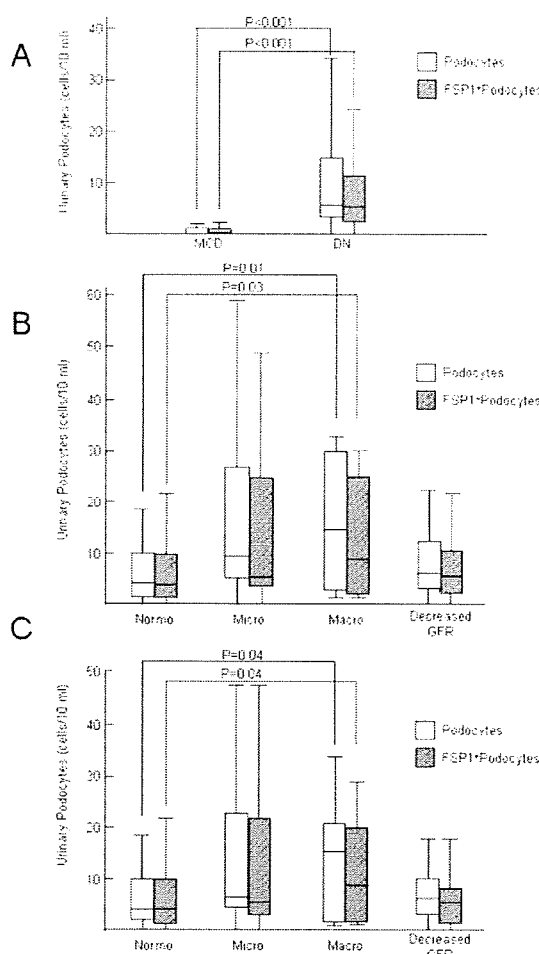 A
P<0.001
P<0.001
Urinary Podocytes (cells/10 ml)
40
30
20
10
Podocytes
FSP1+Podocytes
MCD
DN
B
P=0.01
P=0.03
Urinary Podocytes (cells/10 ml)
60
50
40
30
20
10
Podocytes
FSP1+Podocytes
Normo
Micro
Macro
Decreased
GFR
C
P=0.04
P=0.04
Urinary Podocytes (cells/10 ml)
50
40
30
20
10
Podocytes
FSP1+Podocytes
Normo
Micro
Macro
Decreased
GFR